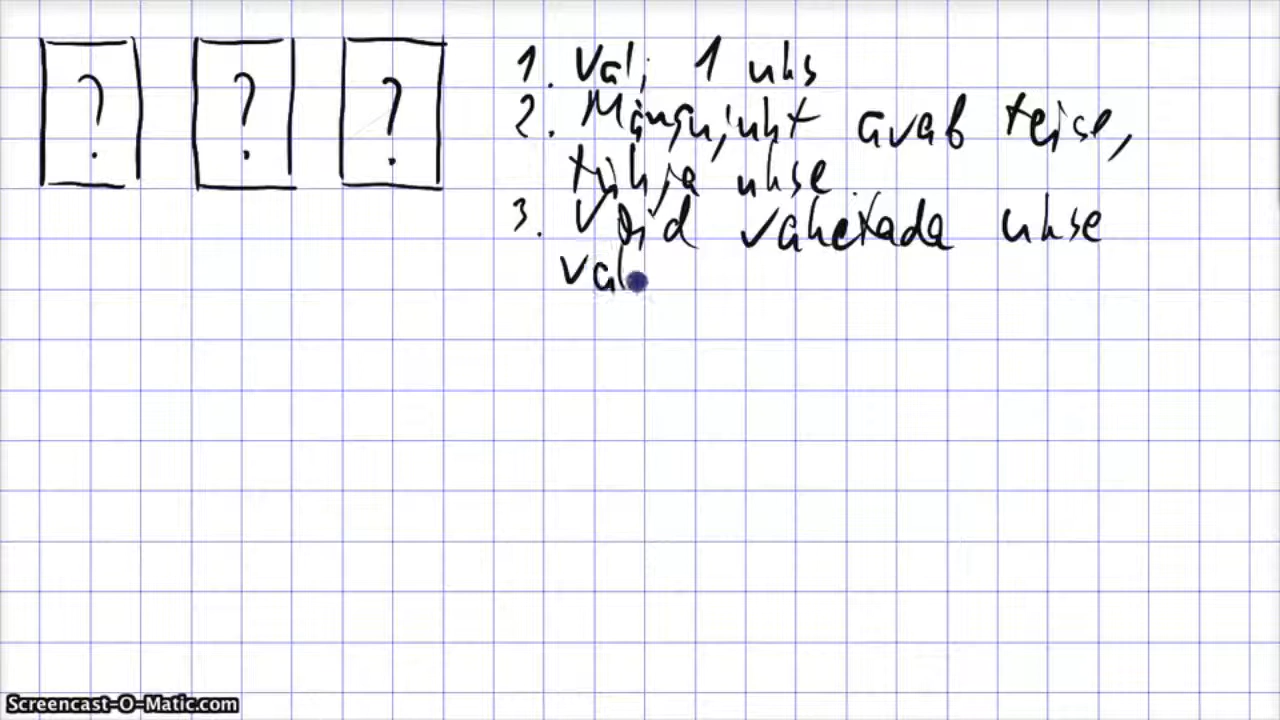 ? ? ?
1. Vali 1 uks
2. Mängujuht avab teise,
tühja ukse
3. Võid vahetada ukse
val
Screencast-O-Matic.com